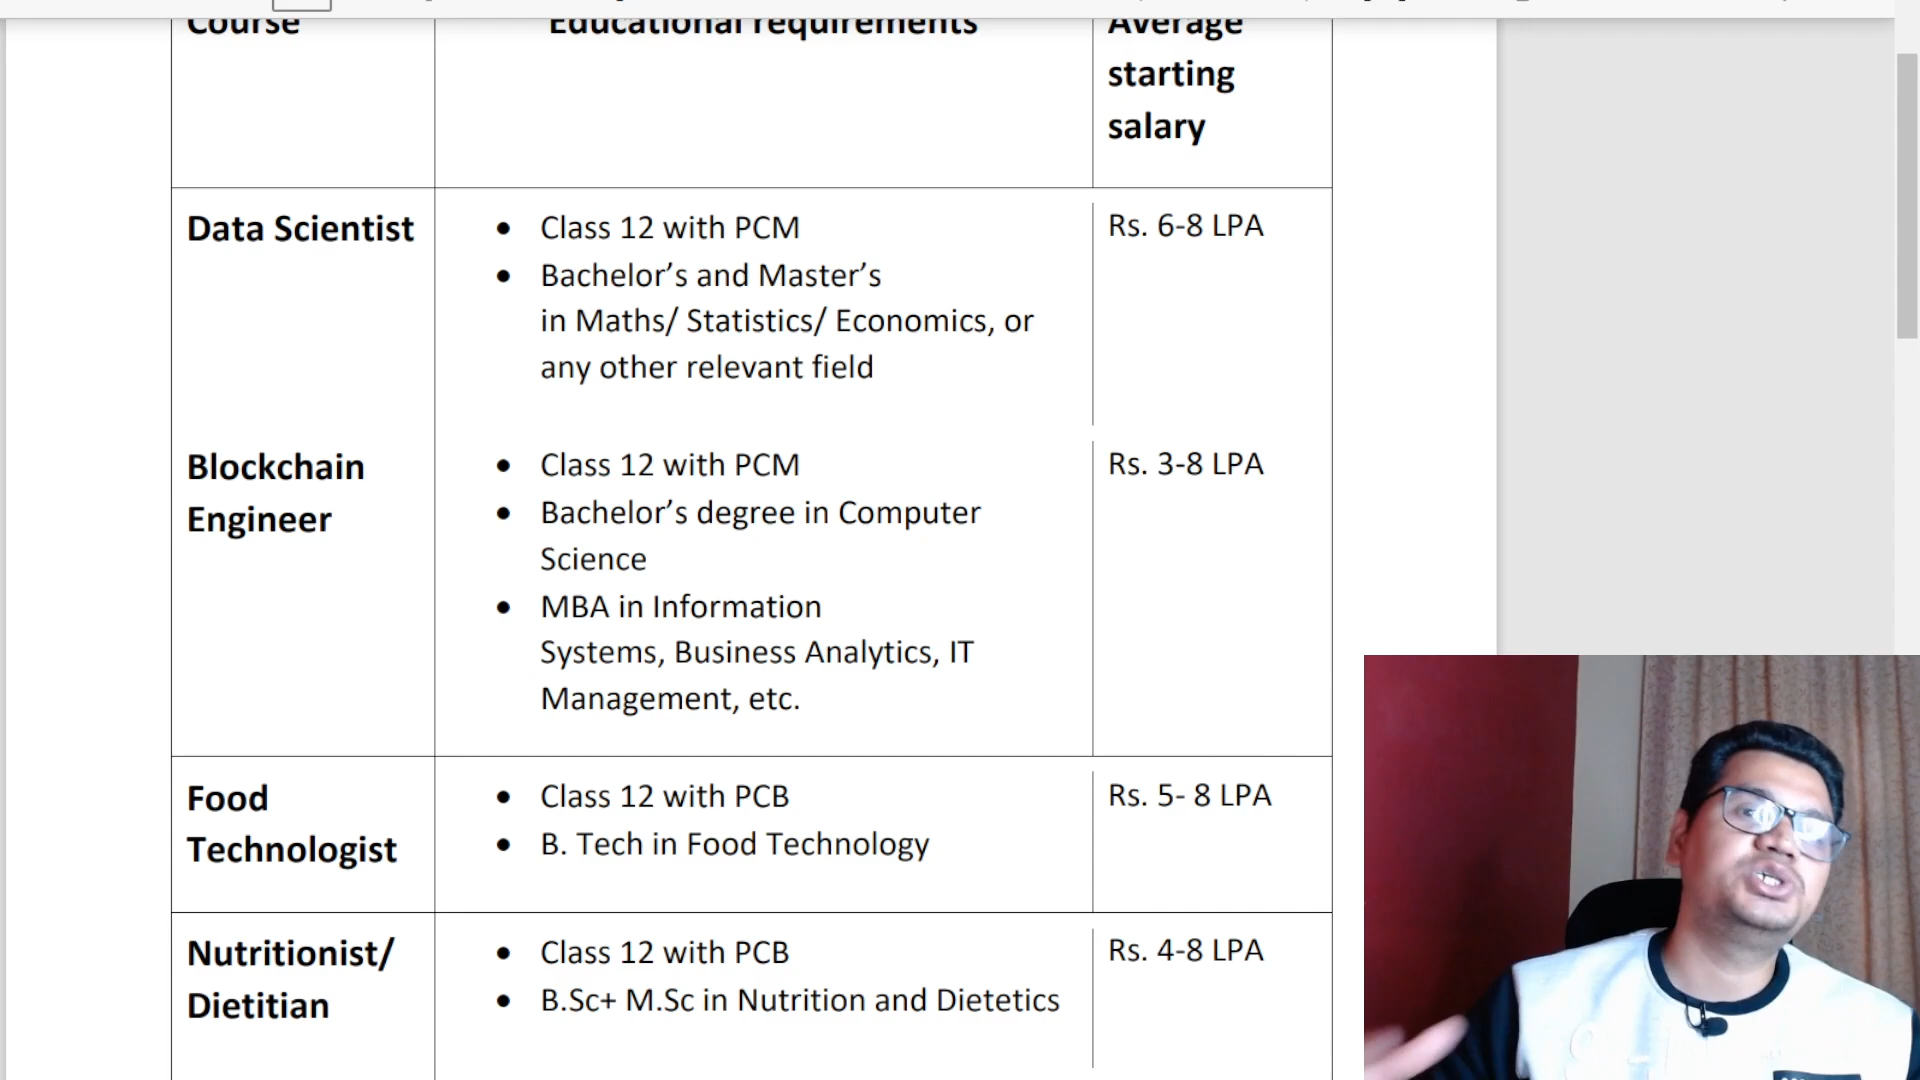 Course Educational requirements Average
starting
salary
Data Scientist
• Class 12 with PCM
• Bachelor’s and Master’s
in Maths/ Statistics/ Economics, or
any other relevant field
Rs. 6-8 LPA
Blockchain
Engineer
• Class 12 with PCM
• Bachelor’s degree in Computer
Science
• MBA in Information
Systems, Business Analytics, IT
Management, etc.
Rs. 3-8 LPA
Food
Technologist
• Class 12 with PCB
• B. Tech in Food Technology
Rs. 5- 8 LPA
Nutritionist/
Dietitian
• Class 12 with PCB
• B.Sc+ M.Sc in Nutrition and Dietetics
Rs. 4-8 LPA